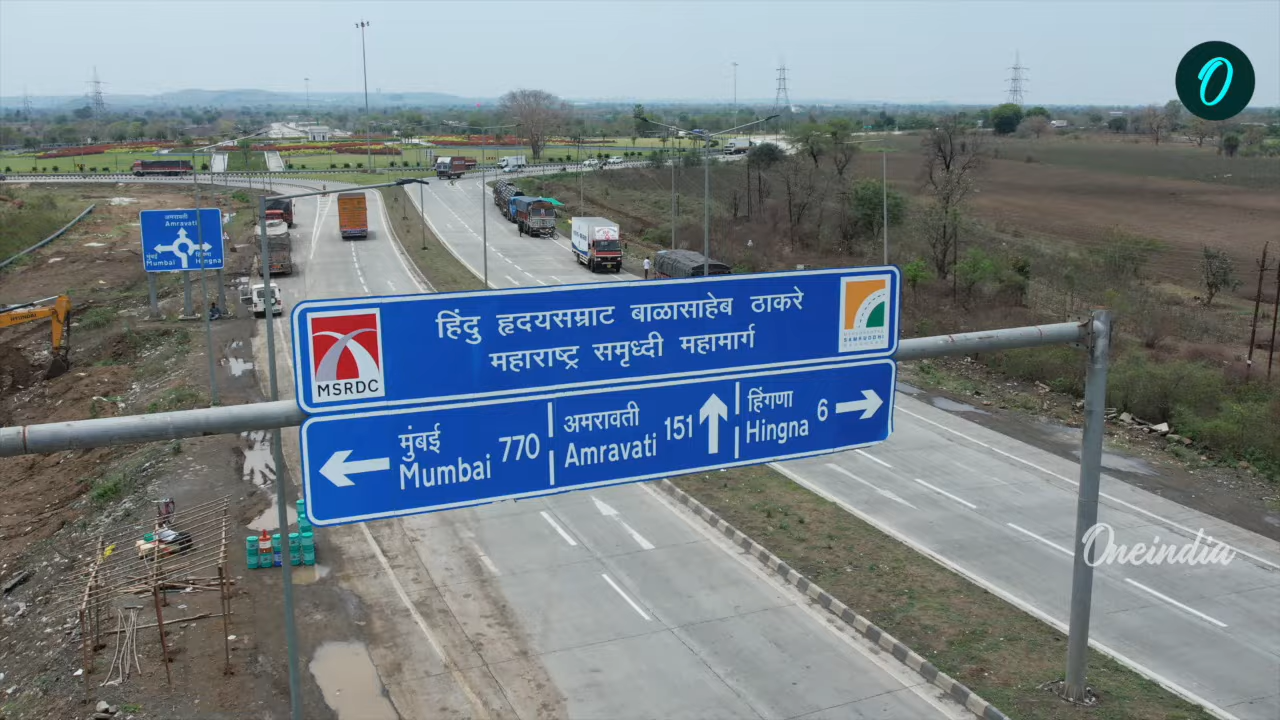 O
अमरावती
Amravati
मुंबई
Mumbai
Hingna
हिंदु हृदयसम्राट बाळासाहेब ठाकरे
महाराष्ट्र समृध्दी महामार्ग
MSRDC
मुंबई
Mumbai
770
अमरावती
Amravati
151
हिंगणा
Hingna
6
Oneindia